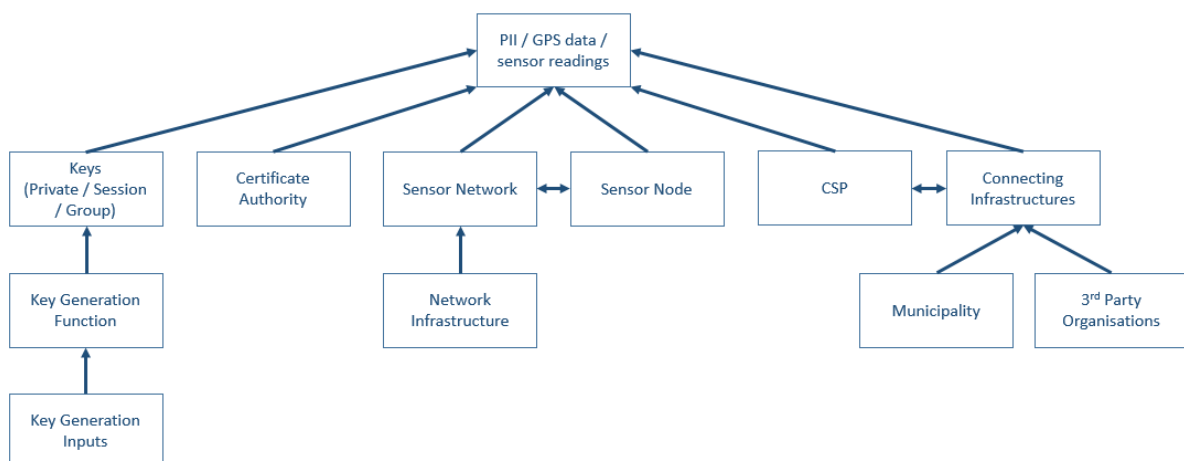 PII / GPS data /
sensor readings
Keys
(Private / Session
/ Group)
Certificate
Authority
Sensor Network
Sensor Node
CSP
Connecting
Infrastructures
Key Generation
Function
Network
Infrastructure
Municipality
3rd Party
Organisations
Key Generation
Inputs